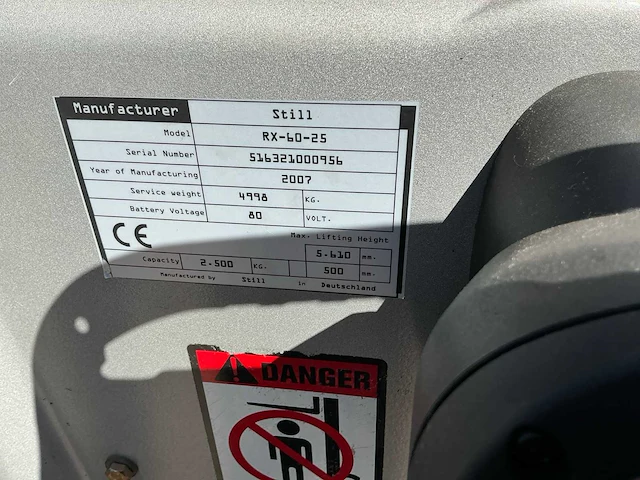 Manufacturer Still
Model RX-60-25
Serial Number 516321000956
Year of Manufacturing 2007
Service weight 4998 KG.
Battery Voltage 80 VOLT.
CE Max. Lifting Height
5.610 mm.
Capacity 2.500 KG. 500 mm.
Manufactured by Still in Deutschland
DANGER